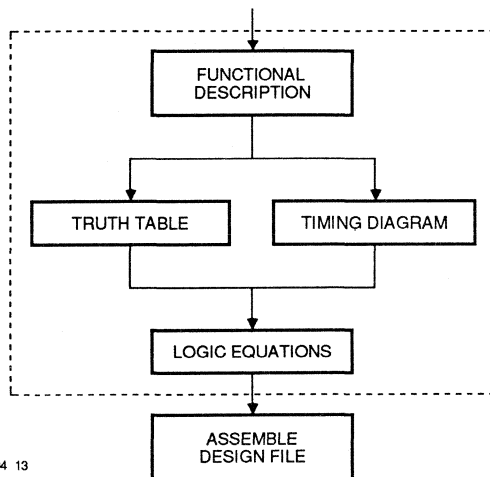 FUNCTIONAL
DESCRIPTION
TRUTH TABLE
TIMING DIAGRAM
LOGIC EQUATIONS
ASSEMBLE
DESIGN FILE
4 13